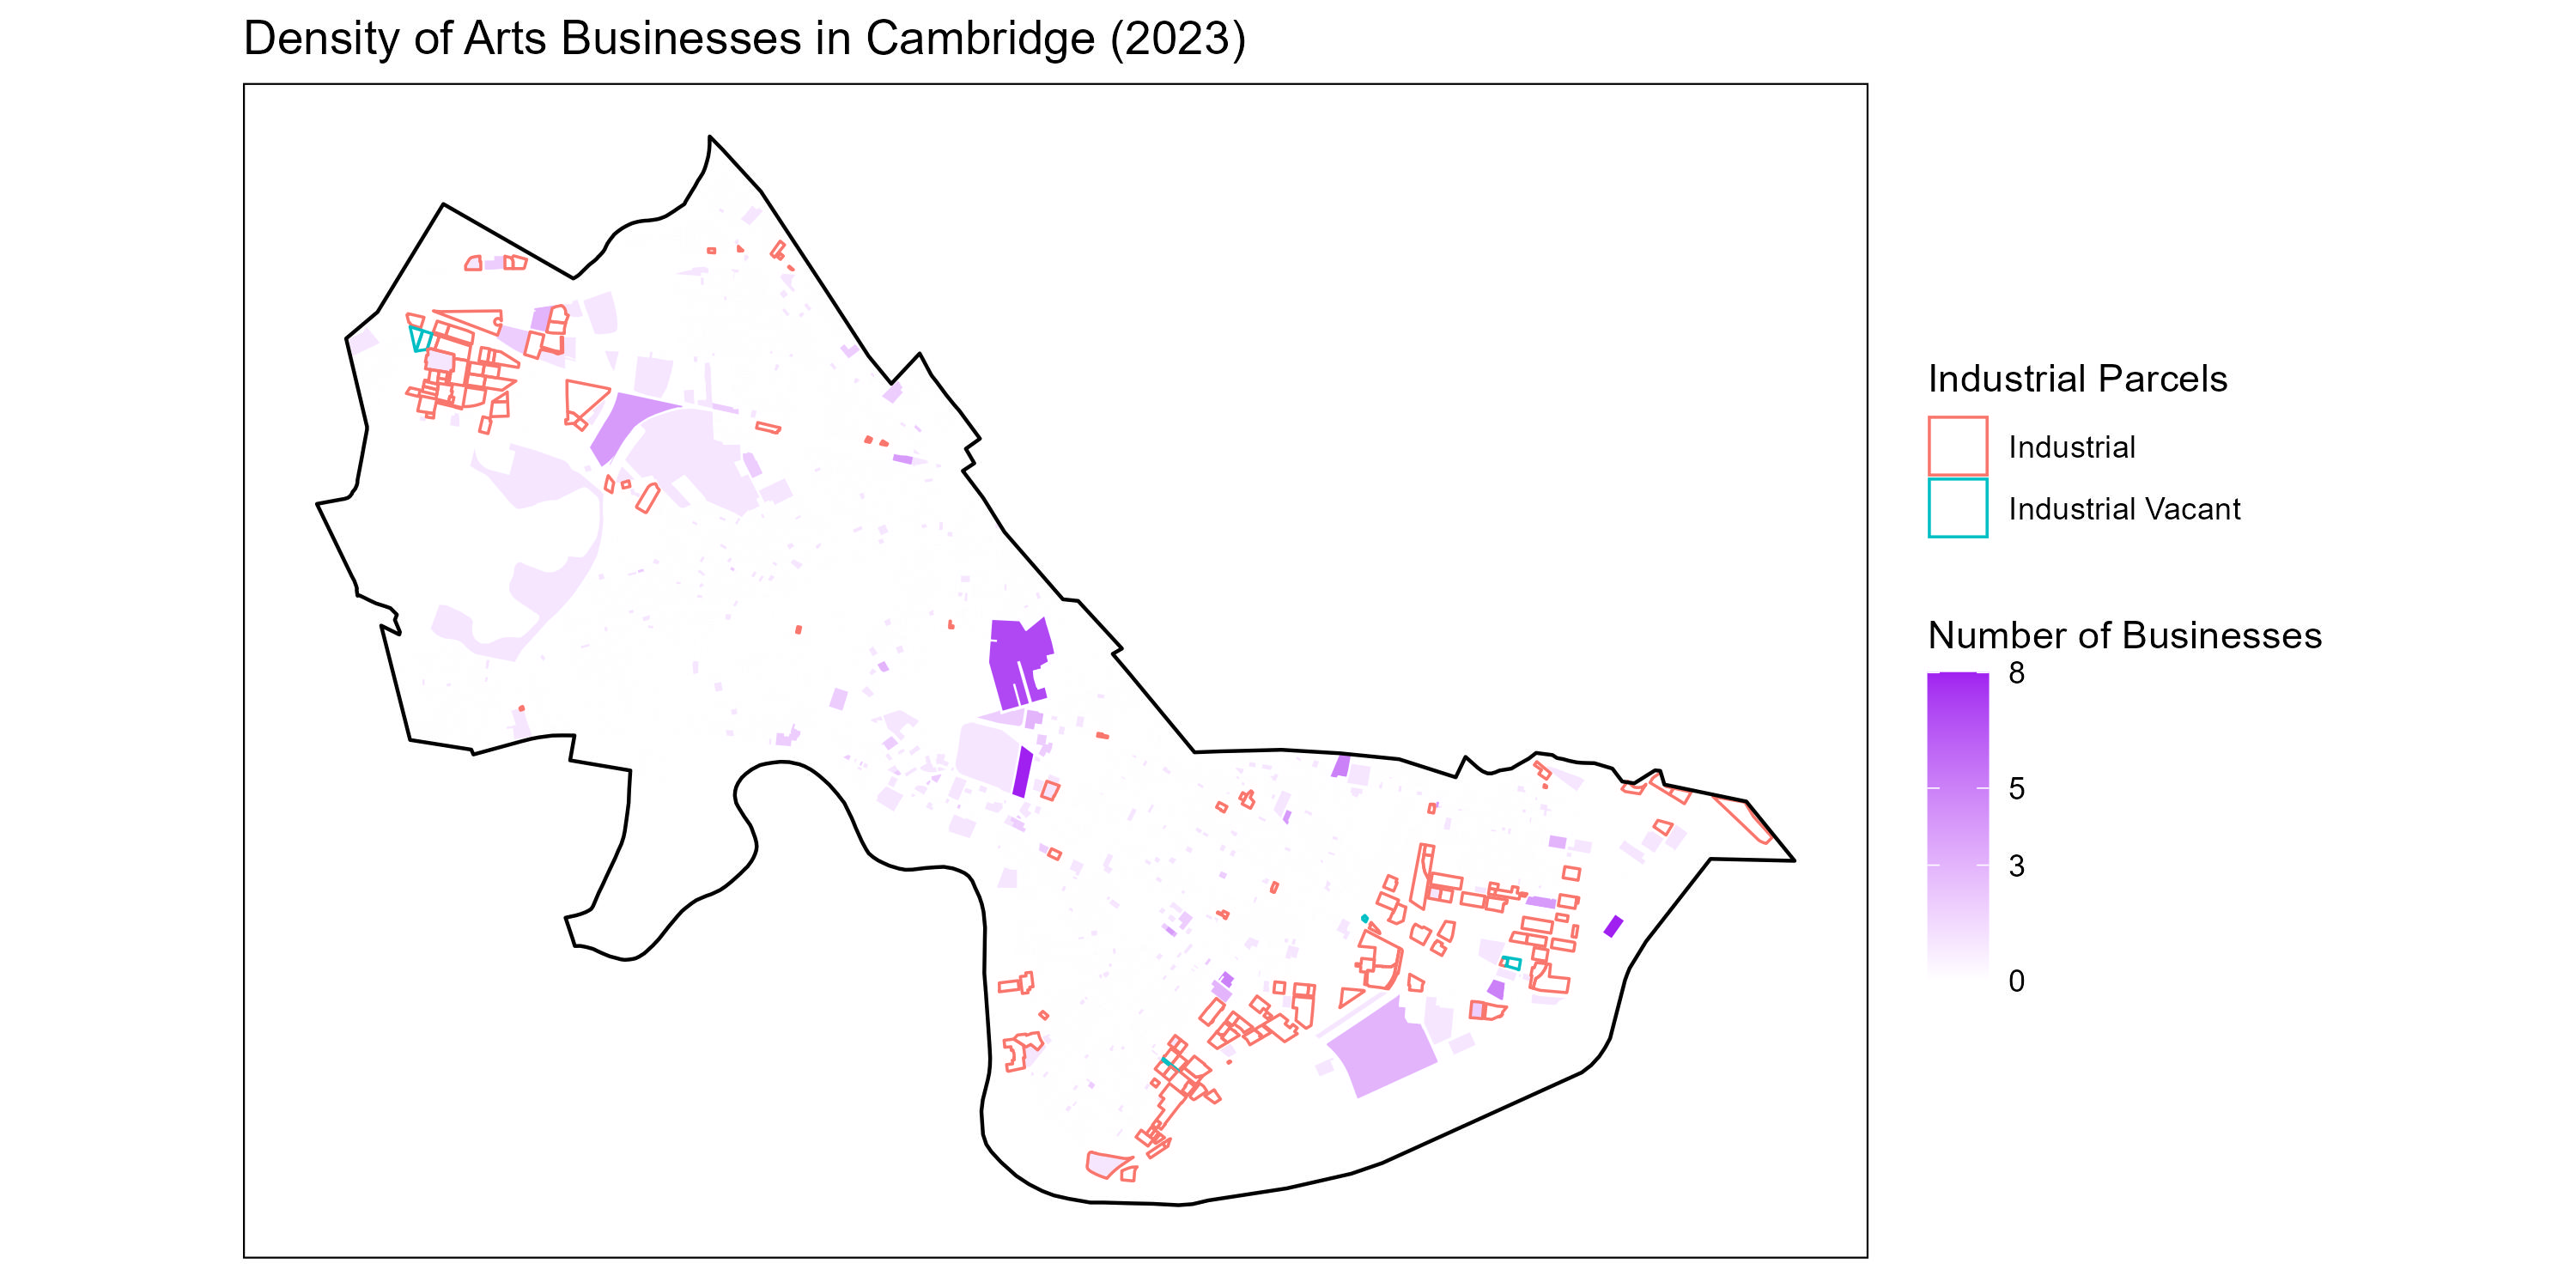 Density of Arts Businesses in Cambridge (2023)
Industrial Parcels
Industrial
Industrial Vacant
Number of Businesses
8
5
3
0